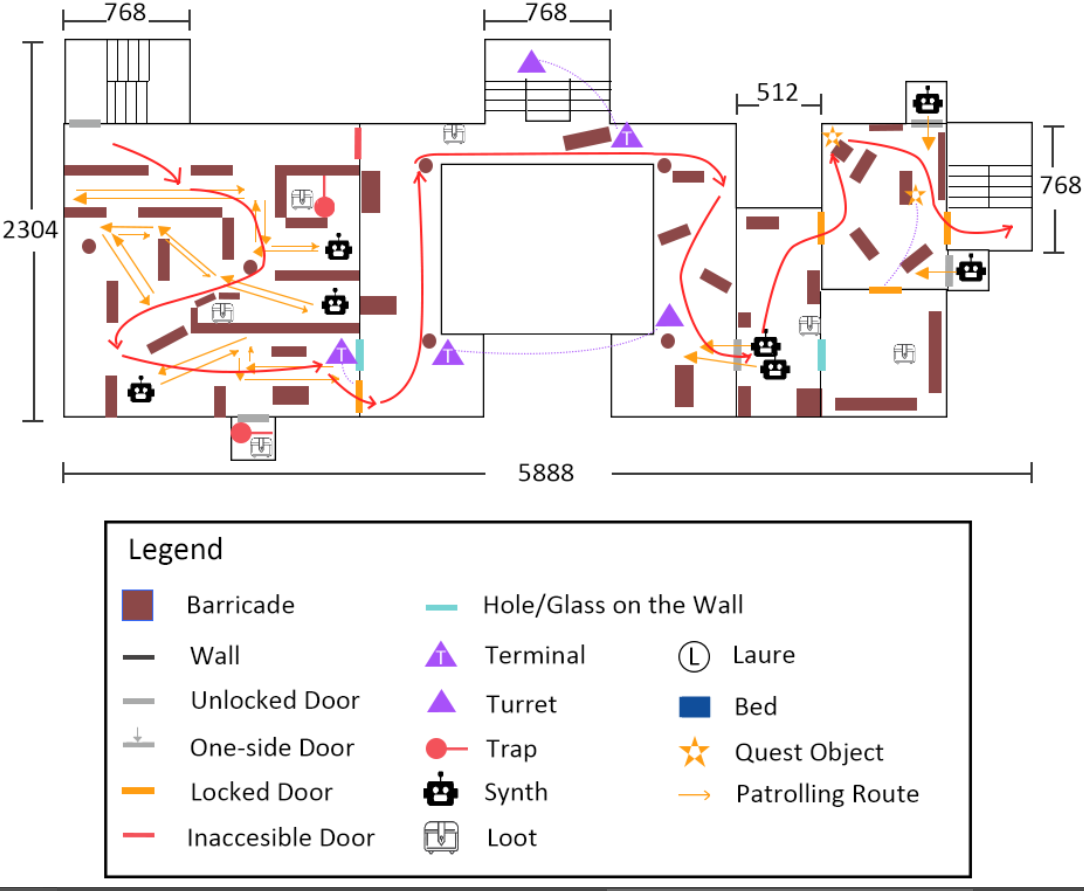 768
768
512
768
2304
T
T
T
5888
Legend
Barricade
Hole/Glass on the Wall
Wall
T
Terminal
L
Laure
Unlocked Door
Turret
Bed
One-side Door
Trap
Quest Object
Locked Door
Synth
Patrolling Route
Inaccesible Door
Loot